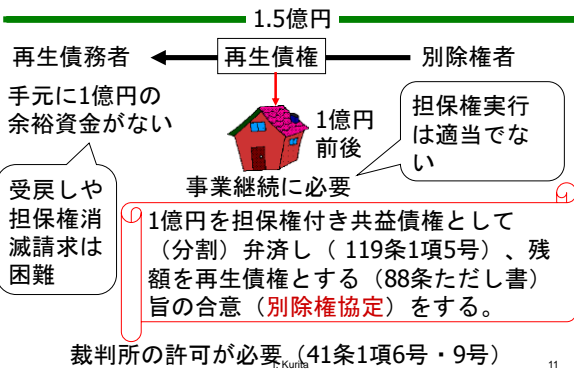 1.5億円
再生債務者
再生債権
別除権者
手元に1億円の
余裕資金がない
1億円
前後
担保権実行
は適当でな
い
受戻しや
担保権消
滅請求は
困難
事業継続に必要
1億円を担保権付き共益債権として
（分割）弁済し（ 119条1項5号）、残
額を再生債権とする（88条ただし書）
旨の合意（別除権協定）をする。
裁判所の許可が必要（41条1項6号・9号）
T. Kurita
11